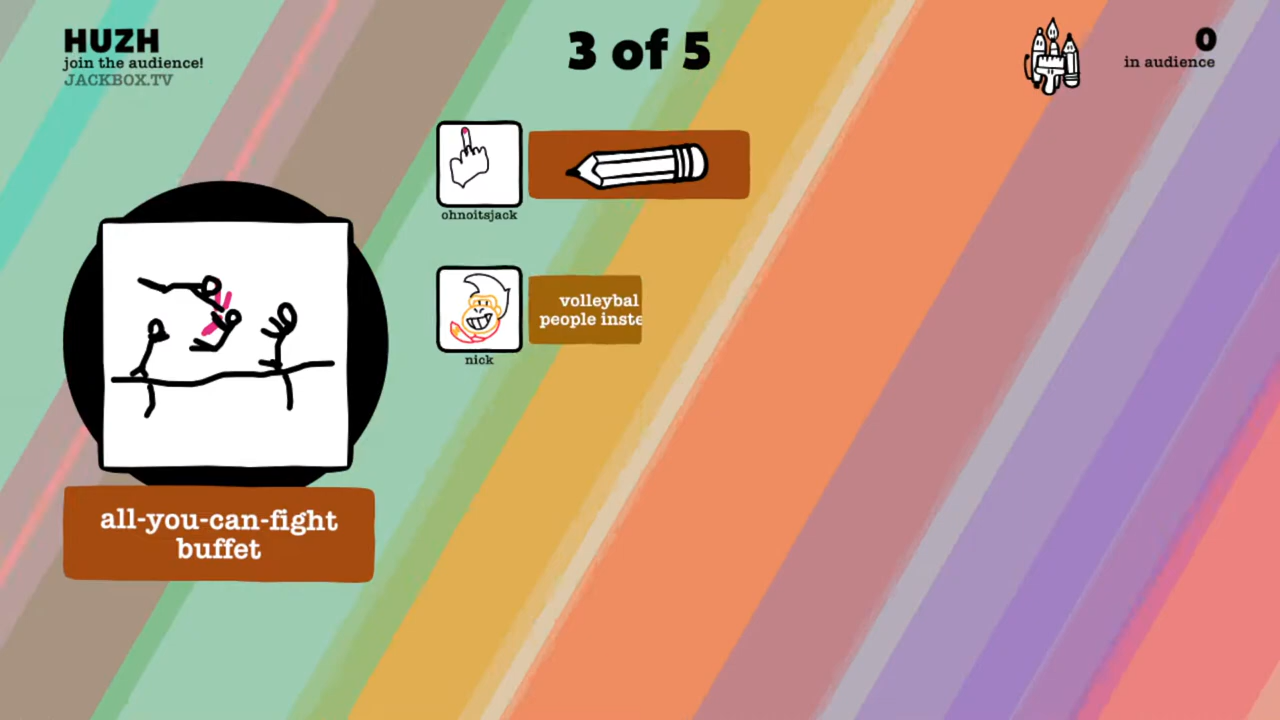 HUZH
join the audience!
JACKBOX.TV
3 of 5
0
in audience
ohnoitsjack
volleybal
people inste
nick
all-you-can-fight
buffet